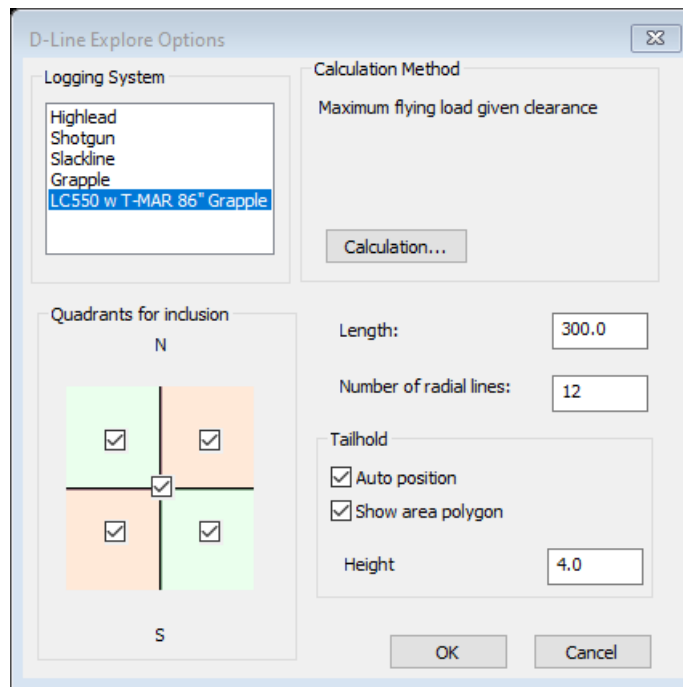 D-Line Explore Options
Logging System
Highlead
Shotgun
Slackline
Grapple
LC550 w T-MAR 86" Grapple
Calculation Method
Maximum flying load given clearance
Calculation...
Quadrants for inclusion
N
S
Length:
300.0
Number of radial lines:
12
Tailhold
Auto position
Show area polygon
Height
4.0
OK
Cancel